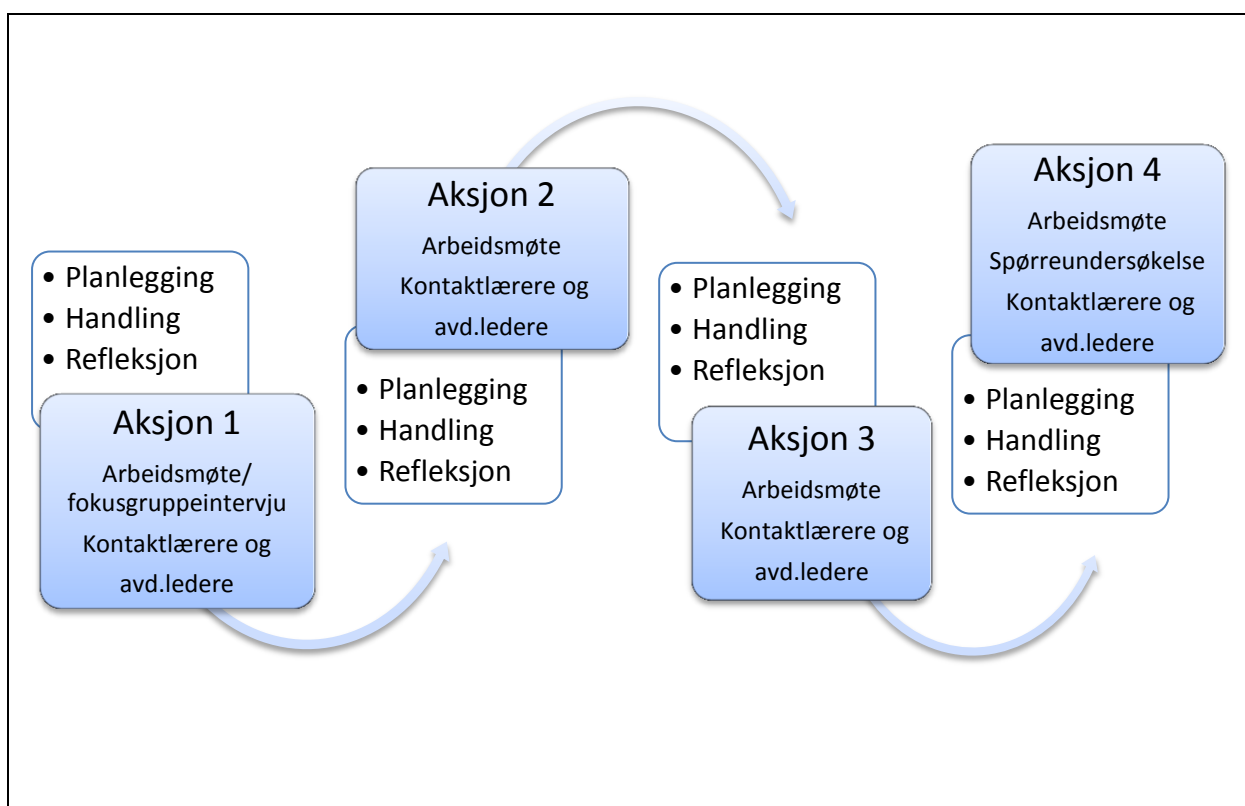 • Planlegging
• Handling
• Refleksjon
Aksjon 1
Arbeidsmøte/
fokusgruppeintervju
Kontaktlærere og
avd.ledere
Aksjon 2
Arbeidsmøte
Kontaktlærere og
avd.ledere
• Planlegging
• Handling
• Refleksjon
• Planlegging
• Handling
• Refleksjon
Aksjon 3
Arbeidsmøte
Kontaktlærere og
avd.ledere
Aksjon 4
Arbeidsmøte
Spørreundersøkelse
Kontaktlærere og
avd.ledere
• Planlegging
• Handling
• Refleksjon